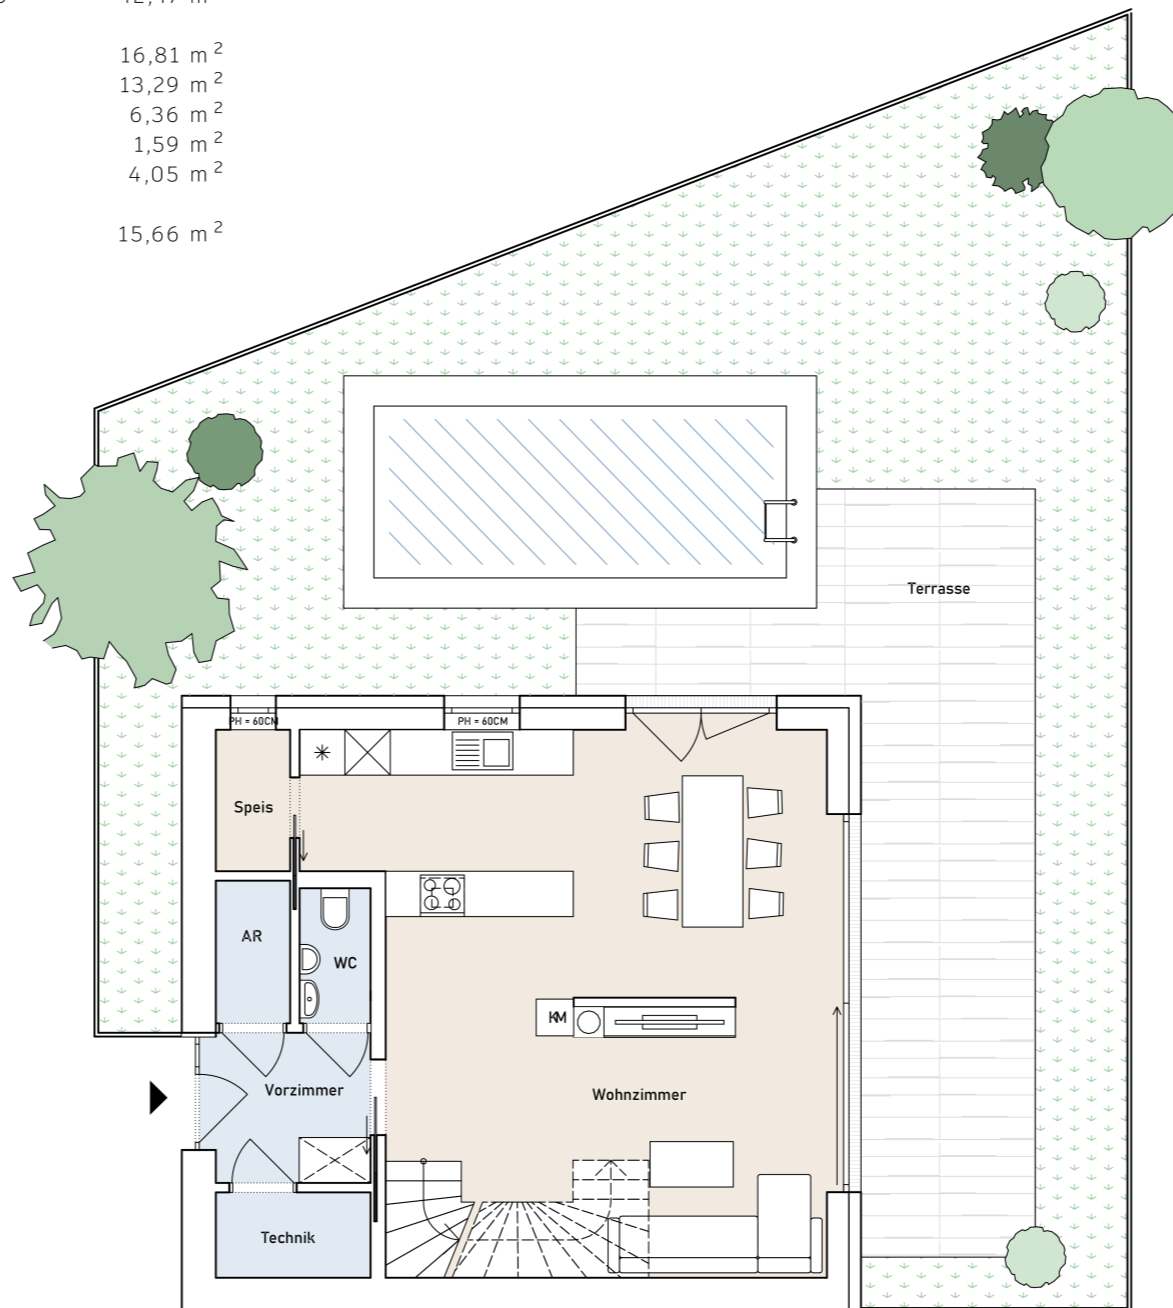 16,81 m²
13,29 m²
6,36 m²
1,59 m²
4,05 m²
15,66 m²
Terrasse
PH = 60CM
PH = 60CM
Speis
AR
WC
KM
Vorzimmer
Wohnzimmer
Technik